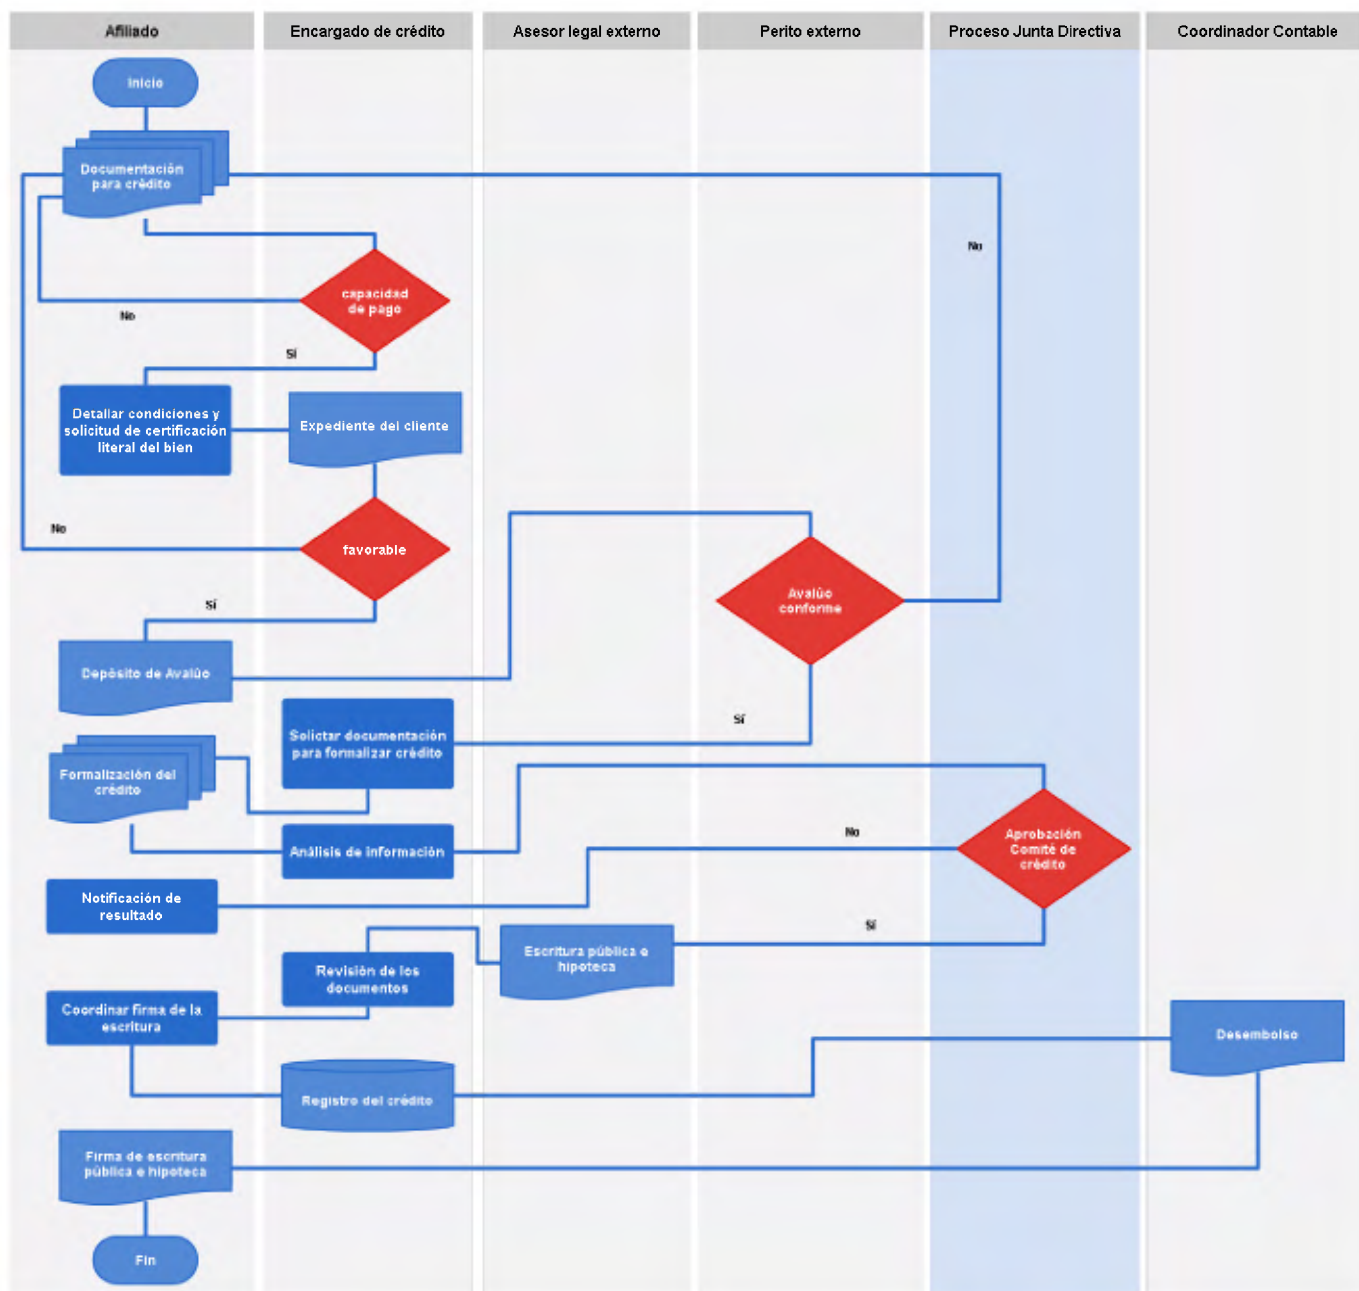 Afiliado
Encargado de crédito
Asesor legal externo
Perito externo
Proceso Junta Directiva
Coordinador Contable
Inicio
Documentación
para crédito
No
capacidad
de pago
No
Sí
Detallar condiciones y
solicitud de certificación
literal del bien
Expediente del cliente
No
favorable
Sí
Avalúo
conforme
Depósito de Avalúo
Sí
Solictar documentación
para formalizar crédito
Formalización del
crédito
Análisis de información
No
Aprobación
Comité de
crédito
Notificación de
resultado
Sí
Escritura pública e
hipoteca
Revisión de los
documentos
Coordinar firma de la
escritura
Desembolso
Registro del crédito
Firma de escritura
pública e hipoteca
Fin